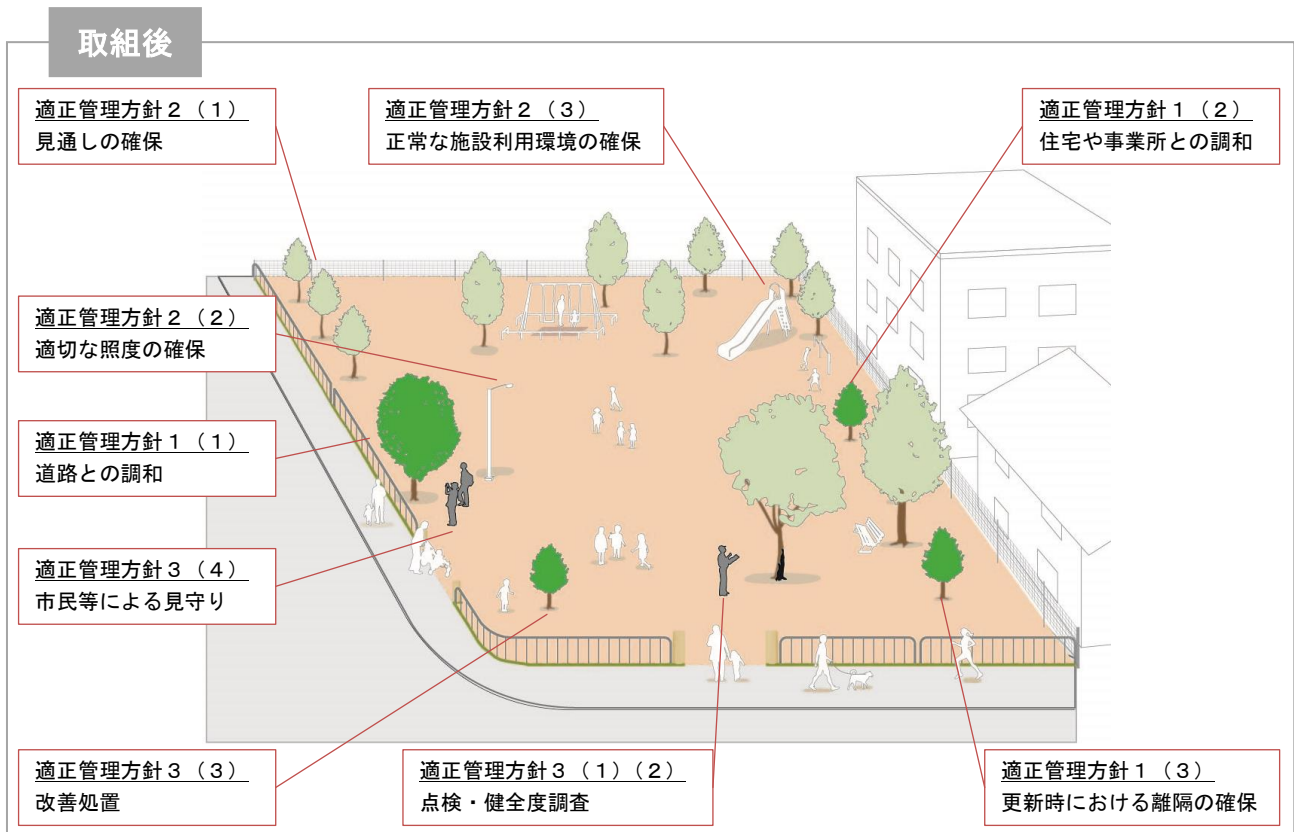 取組後
適正管理方針2（1）
見通しの確保
適正管理方針2（3）
正常な施設利用環境の確保
適正管理方針1（2）
住宅や事業所との調和
適正管理方針2（2）
適切な照度の確保
適正管理方針1（1）
道路との調和
適正管理方針3（4）
市民等による見守り
適正管理方針3（3）
改善処置
適正管理方針3（1）（2）
点検・健全度調査
適正管理方針1（3）
更新時における離隔の確保